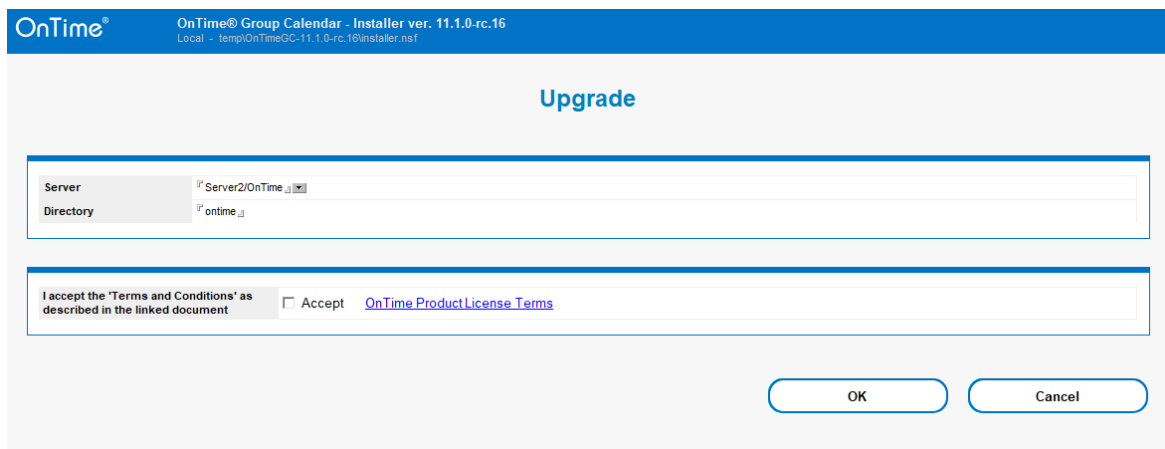 OnTime®
OnTime® Group Calendar - Installer ver. 11.1.0-rc.16
Local - temp\OnTimeGC-11.1.0-rc.16\installer.nsf
Upgrade
Server Server2/OnTime
Directory ontime
I accept the 'Terms and Conditions' as
described in the linked document
Accept OnTime Product License Terms
OK Cancel